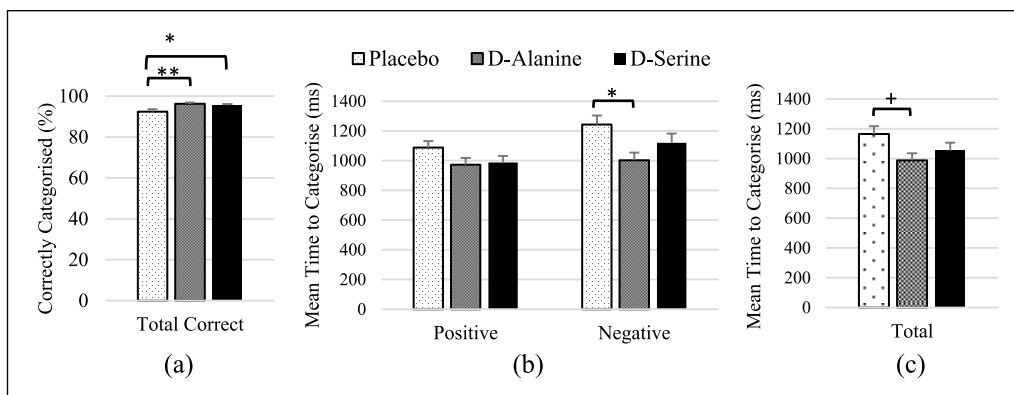 Placebo D-Alanine D-Serine
*
**
Correctly Categorised (%)
100
80
60
40
20
0
Total Correct
(a)
Mean Time to Categorise (ms)
1400
1200
1000
800
600
400
200
0
*
Positive Negative
(b)
Mean Time to Categorise (ms)
1400
1200
1000
800
600
400
200
0
+
Total
(c)